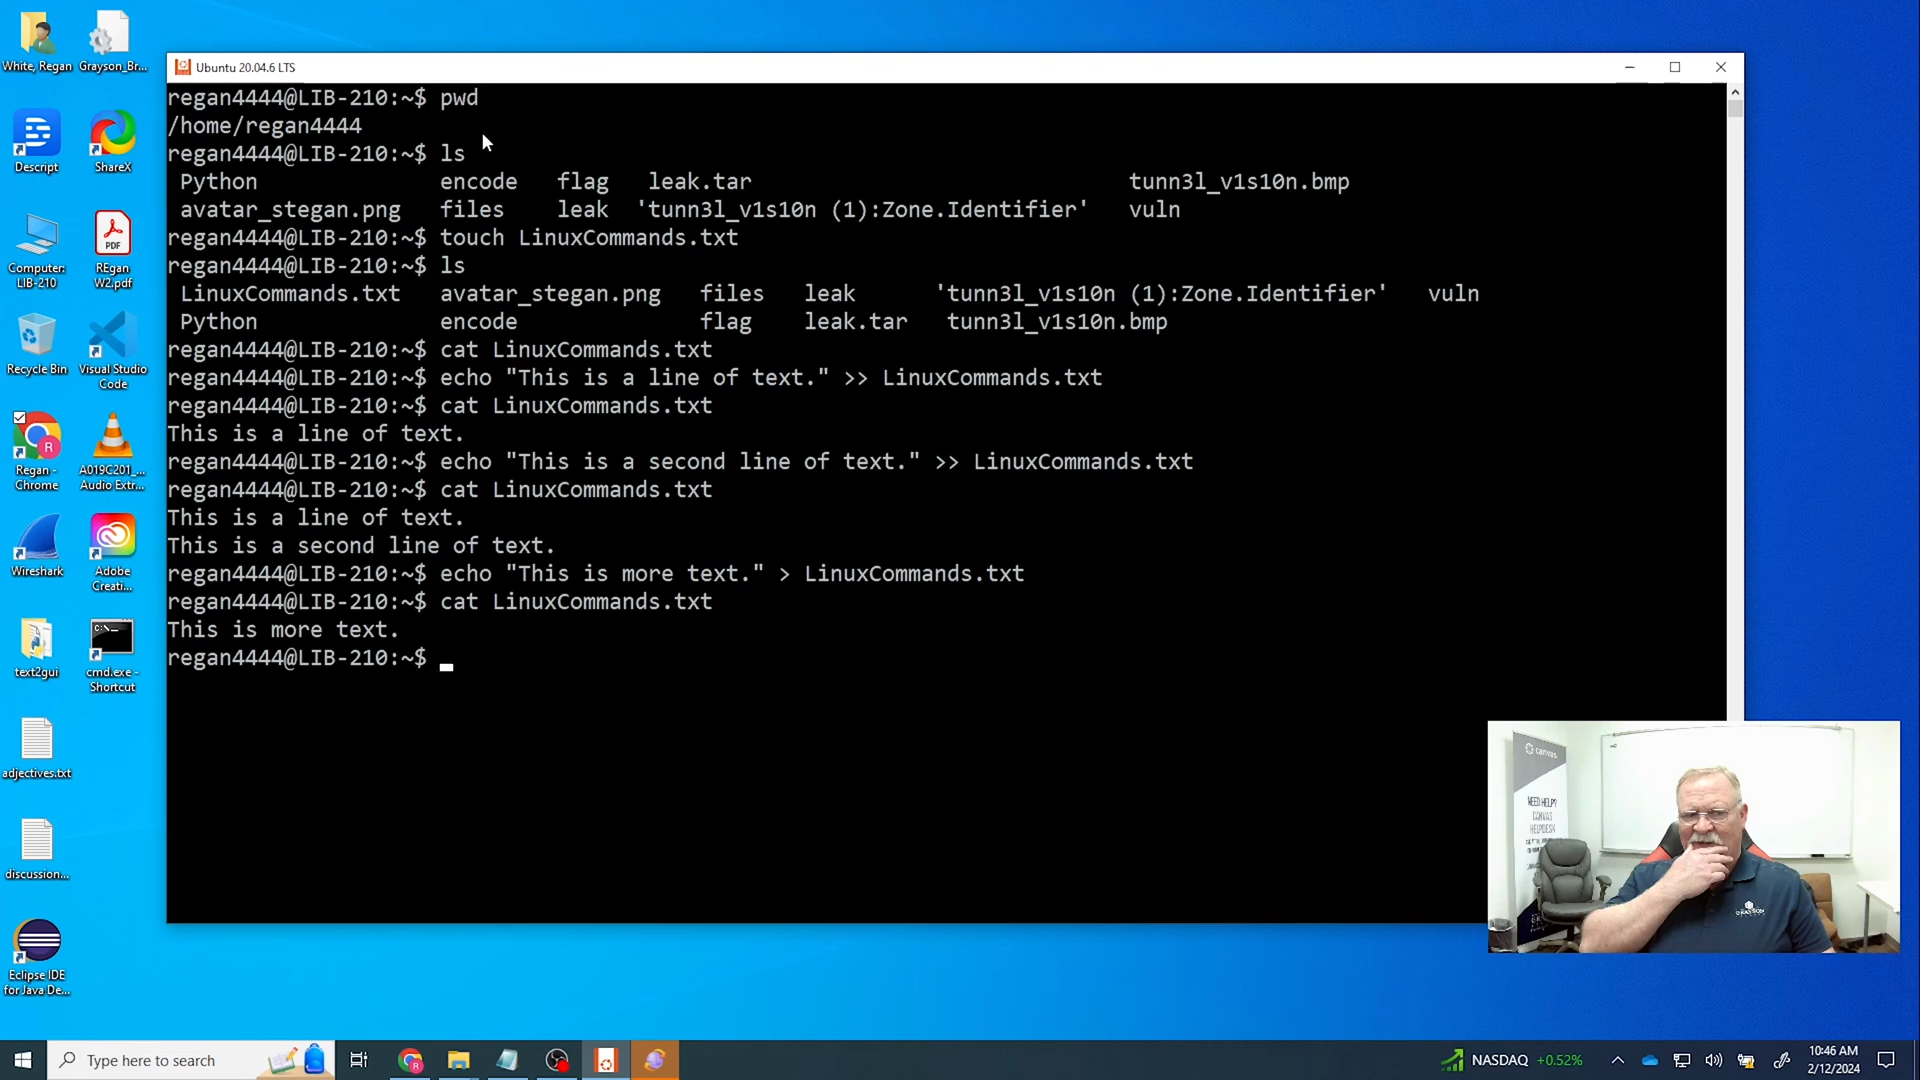 White, Regan
Grayson_Br...
Descript
ShareX
Computer:
LIB-210
REgan
W2.pdf
PDF
Recycle Bin
Visual Studio
Code
Regan -
Chrome
A019C201_...
Audio Extr...
Wireshark
Adobe
Creati...
text2gui
cmd.exe -
Shortcut
adjectives.txt
discussion...
Eclipse IDE
for Java De...
Ubuntu 20.04.6 LTS
regan4444@LIB-210:~$ pwd
/home/regan4444
regan4444@LIB-210:~$ ls
Python encode flag leak.tar tunn3l_v1s10n.bmp
avatar_stegan.png files leak 'tunn3l_v1s10n (1):Zone.Identifier' vuln
regan4444@LIB-210:~$ touch LinuxCommands.txt
regan4444@LIB-210:~$ ls
LinuxCommands.txt avatar_stegan.png files leak 'tunn3l_v1s10n (1):Zone.Identifier' vuln
Python encode flag leak.tar tunn3l_v1s10n.bmp
regan4444@LIB-210:~$ cat LinuxCommands.txt
regan4444@LIB-210:~$ echo "This is a line of text." >> LinuxCommands.txt
regan4444@LIB-210:~$ cat LinuxCommands.txt
This is a line of text.
regan4444@LIB-210:~$ echo "This is a second line of text." >> LinuxCommands.txt
regan4444@LIB-210:~$ cat LinuxCommands.txt
This is a line of text.
This is a second line of text.
regan4444@LIB-210:~$ echo "This is more text." > LinuxCommands.txt
regan4444@LIB-210:~$ cat LinuxCommands.txt
This is more text.
regan4444@LIB-210:~$
canvas
NEED HELP?
CANVAS
HELPDESK
Type here to search
NASDAQ +0.52%
10:46 AM
2/12/2024